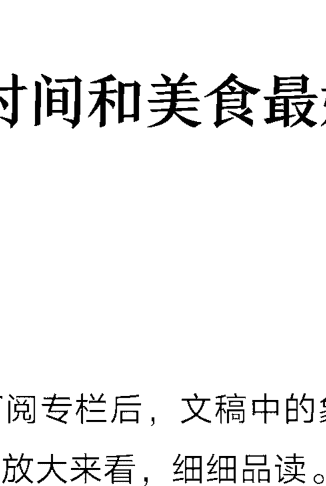 时间和美食最
阅专栏后，文稿中的
放大来看，细细品读。